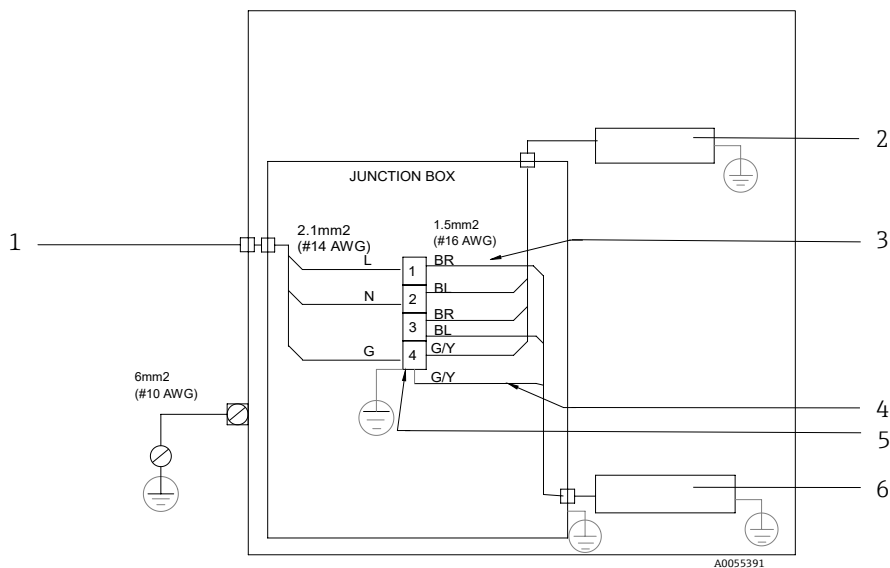 2
JUNCTION BOX
1
2.1mm2
(#14 AWG)
1.5mm2
(#16 AWG)
3
L
1
BR
N
2
BL
BR
3
BL
G
4
G/Y
G/Y
6mm2
(#10 AWG)
4
5
6
A0055391